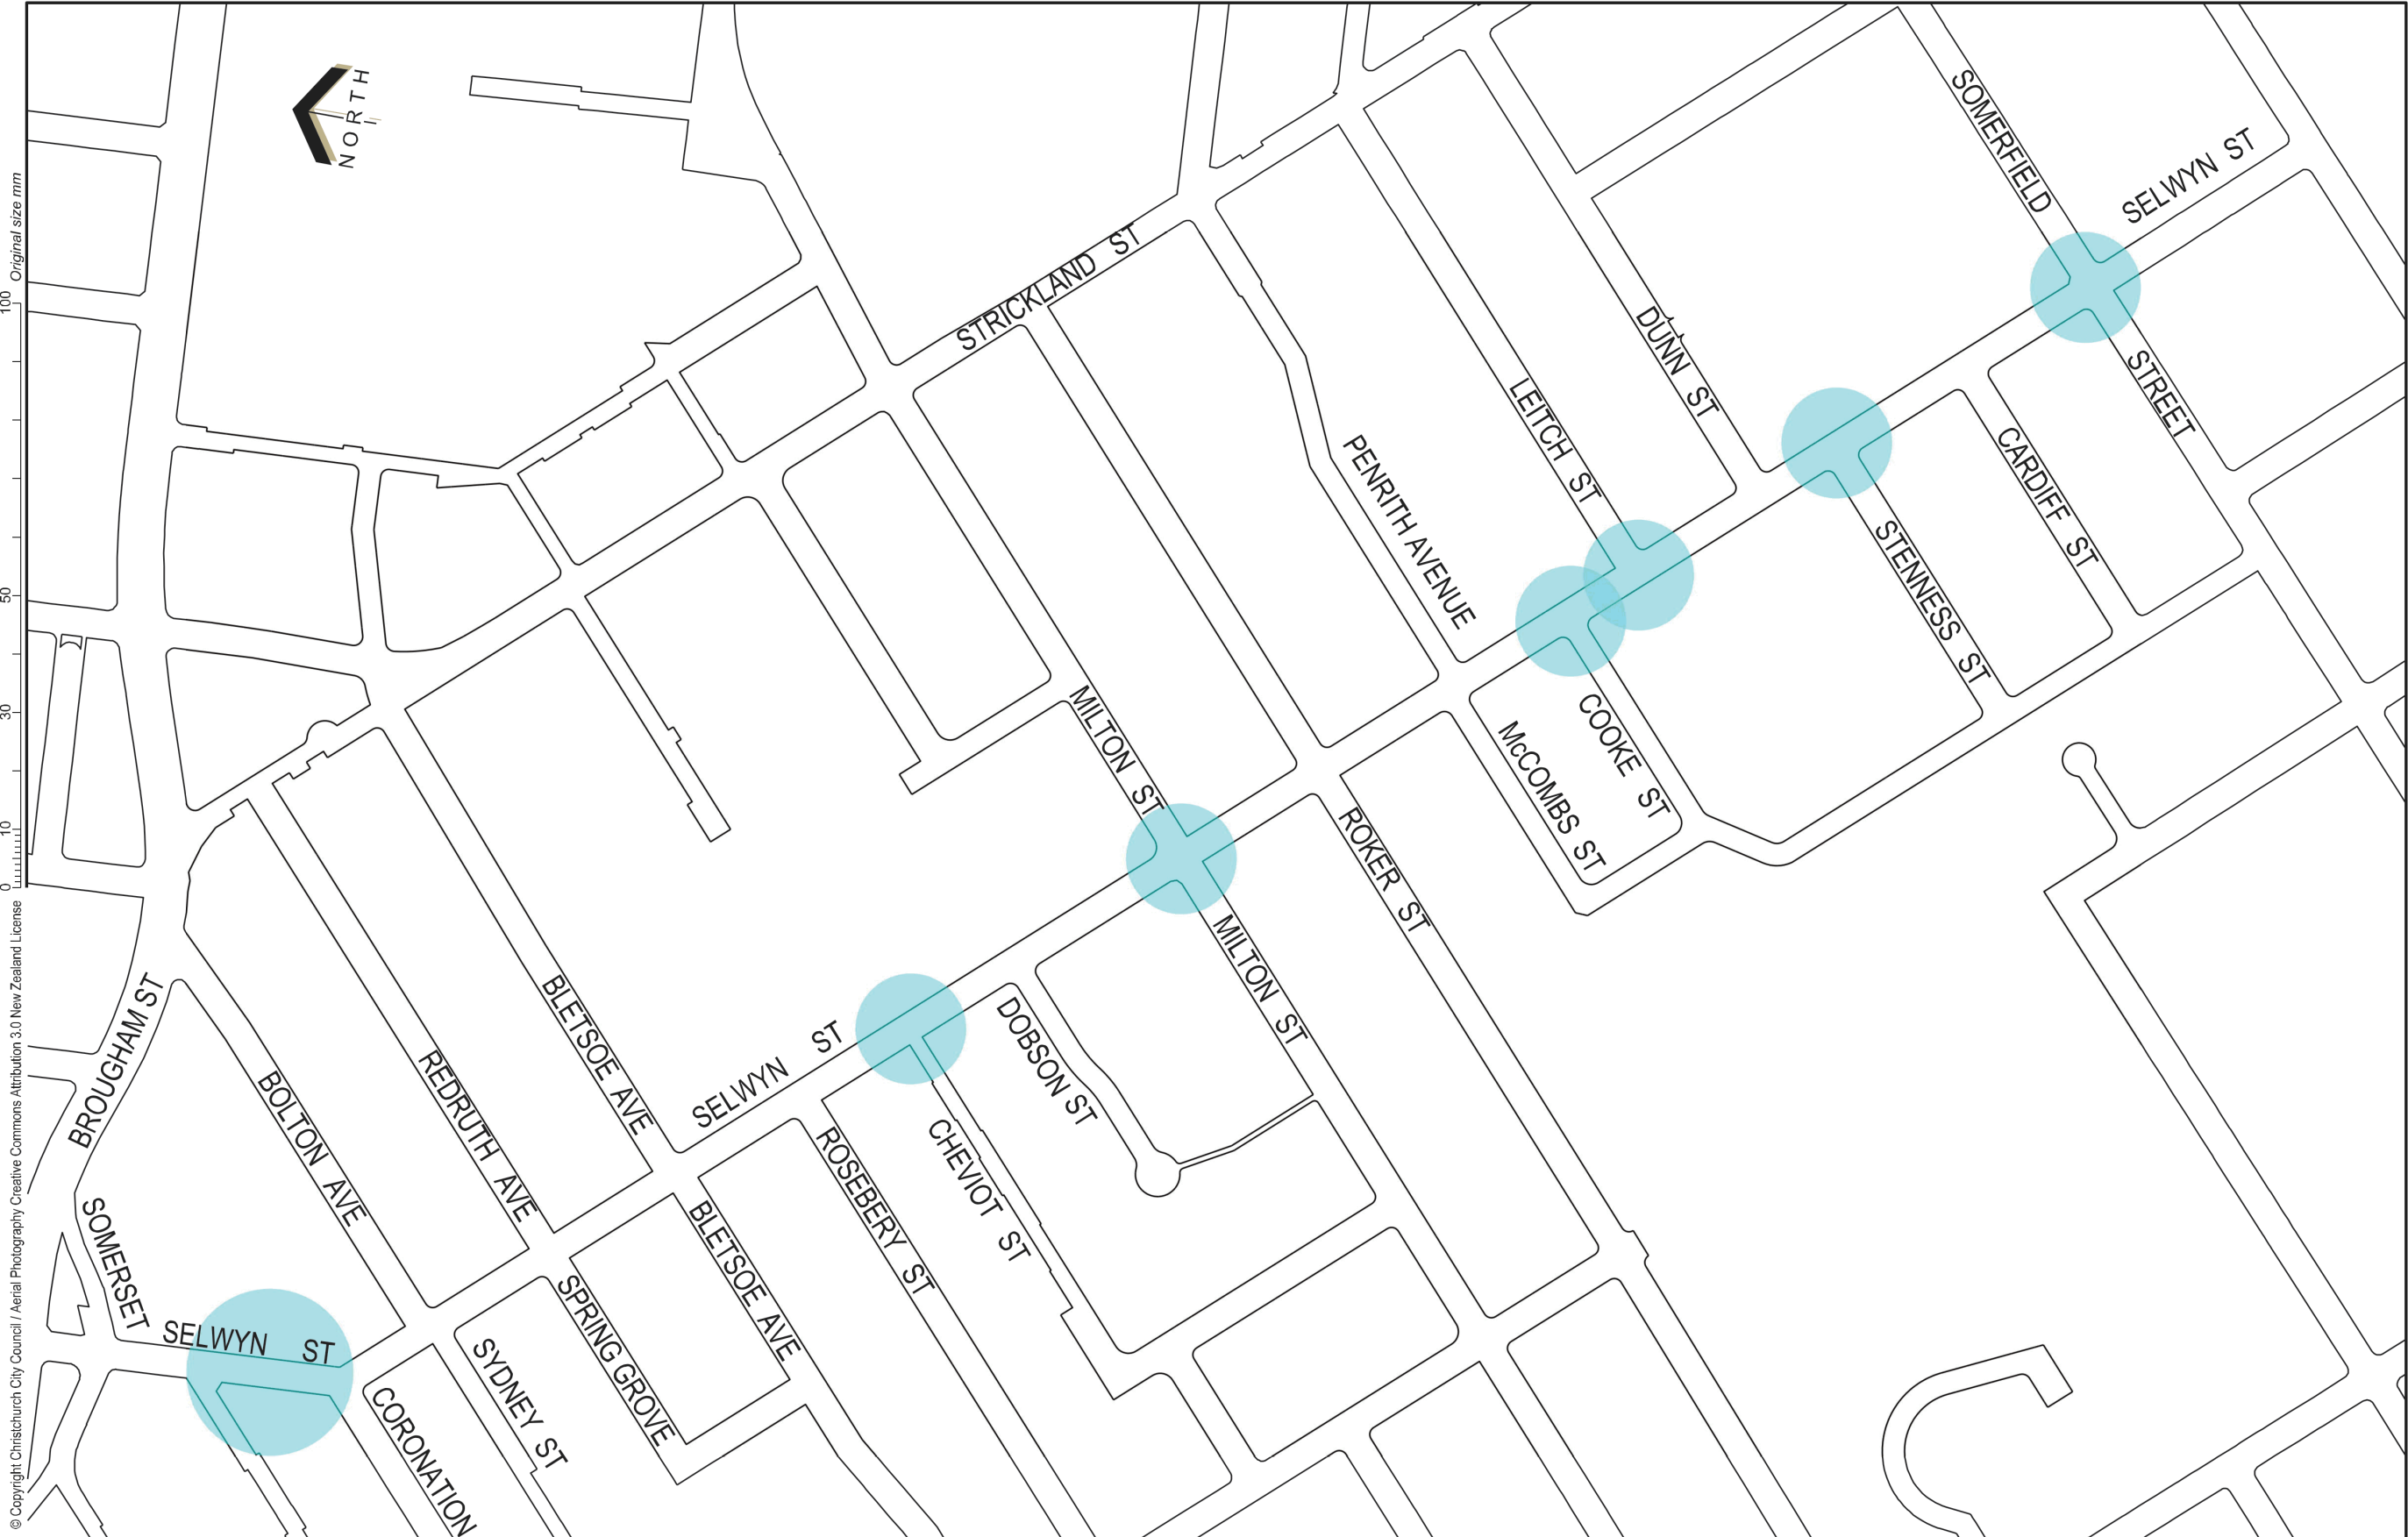 NORTH
SOMERFIELD
SELWYN ST
STRICKLAND ST
DUNN ST
STREET
LEITCH ST
PENRITH AVENUE
CARDIFF ST
STENNESS ST
MILTON ST
COOKE ST
McCOMBS ST
ROKER ST
MILTON ST
BROUGHAM ST
BLETSOE AVE
DOBSON ST
SELWYN ST
REDRUTH AVE
BOLTON AVE
CHEVIOT ST
ROSEBERY ST
SOMERSET
BLETSOE AVE
SELWYN ST
SPRING GROVE
SYDNEY ST
CORONATION
© Copyright Christchurch City Council / Aerial Photography Creative Commons Attribution 3.0 New Zealand License
0 10 30 50 100 Original size mm